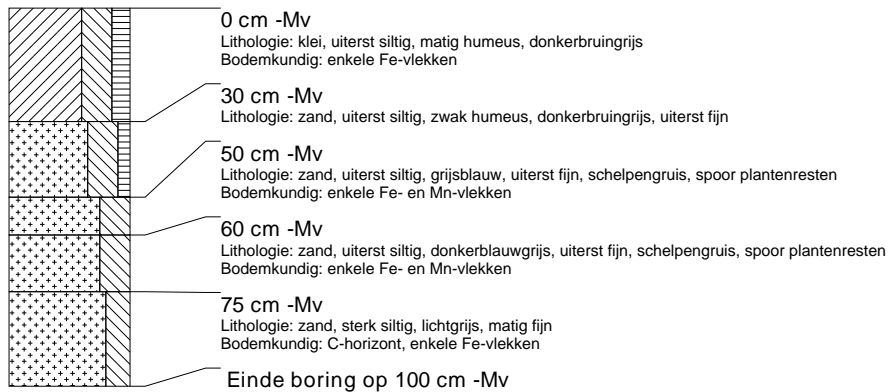 0 cm -Mv
Lithologie: klei, uiterst siltig, matig humeus, donkerbruingrijs
Bodemkundig: enkele Fe-vlekken
30 cm -Mv
Lithologie: zand, uiterst siltig, zwak humeus, donkerbruingrijs, uiterst fijn
50 cm -Mv
Lithologie: zand, uiterst siltig, grijsblauw, uiterst fijn, schelpengruis, spoor plantenresten
Bodemkundig: enkele Fe- en Mn-vlekken
60 cm -Mv
Lithologie: zand, uiterst siltig, donkerblauwgrijs, uiterst fijn, schelpengruis, spoor plantenresten
Bodemkundig: enkele Fe- en Mn-vlekken
75 cm -Mv
Lithologie: zand, sterk siltig, lichtgrijs, matig fijn
Bodemkundig: C-horizont, enkele Fe-vlekken
Einde boring op 100 cm -Mv